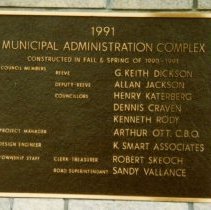 1991
MUNICIPAL ADMINISTRATION COMPLEX
CONSTRUCTED IN FALL & SPRING OF 1990-1991
COUNCIL MEMBERS
REEVE G. KEITH DICKSON
DEPUTY-REEVE ALLAN JACKSON
COUNCILLORS HENRY KATERBERG
DENNIS CRAVEN
KENNETH RODY
PROJECT MANAGER ARTHUR OTT, C.B.O.
DESIGN ENGINEER K. SMART ASSOCIATES
TOWNSHIP STAFF CLERK-TREASURER ROBERT SKEOCH
ROAD SUPERINTENDANT SANDY VALLANCE